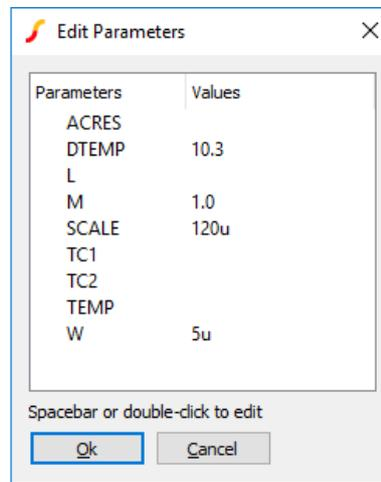 Edit Parameters
Parameters Values
ACRES
DTEMP 10.3
L
M 1.0
SCALE 120u
TC1
TC2
TEMP
W 5u
Spacebar or double-click to edit
Ok Cancel